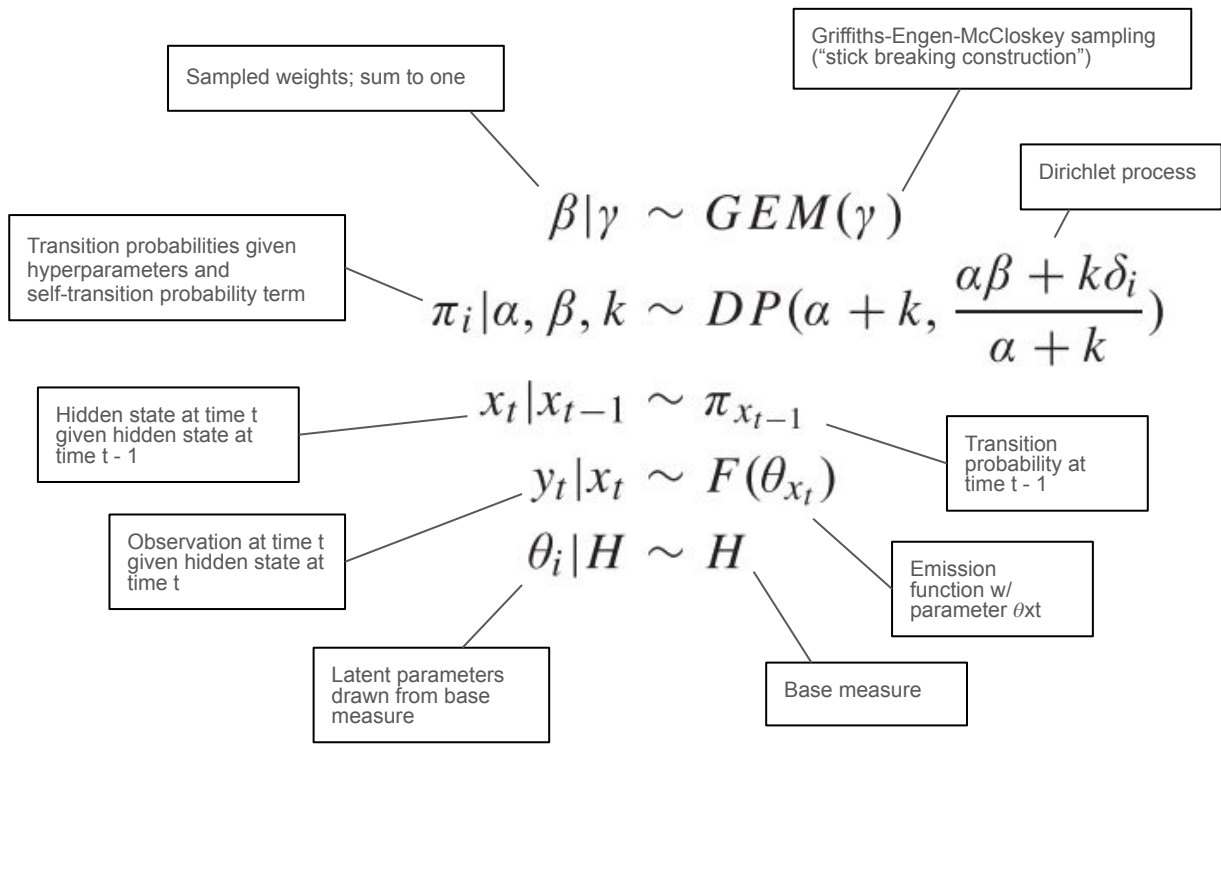 Griffiths-Engen-McCloskey sampling
(“stick breaking construction”)
Sampled weights; sum to one
Dirichlet process
β|γ ∼ GEM(γ)
Transition probabilities given
hyperparameters and
self-transition probability term
π_i|α, β, k ∼ DP(α + k, \frac{αβ + kδ_i}{α + k})
x_t|x_{t−1} ∼ π_{x_{t−1}}
Hidden state at time t
given hidden state at
time t - 1
Transition
probability at
time t - 1
y_t|x_t ∼ F(θ_{x_t})
Observation at time t
given hidden state at
time t
θ_i|H ∼ H
Emission
function w/
parameter θxt
Latent parameters
drawn from base
measure
Base measure